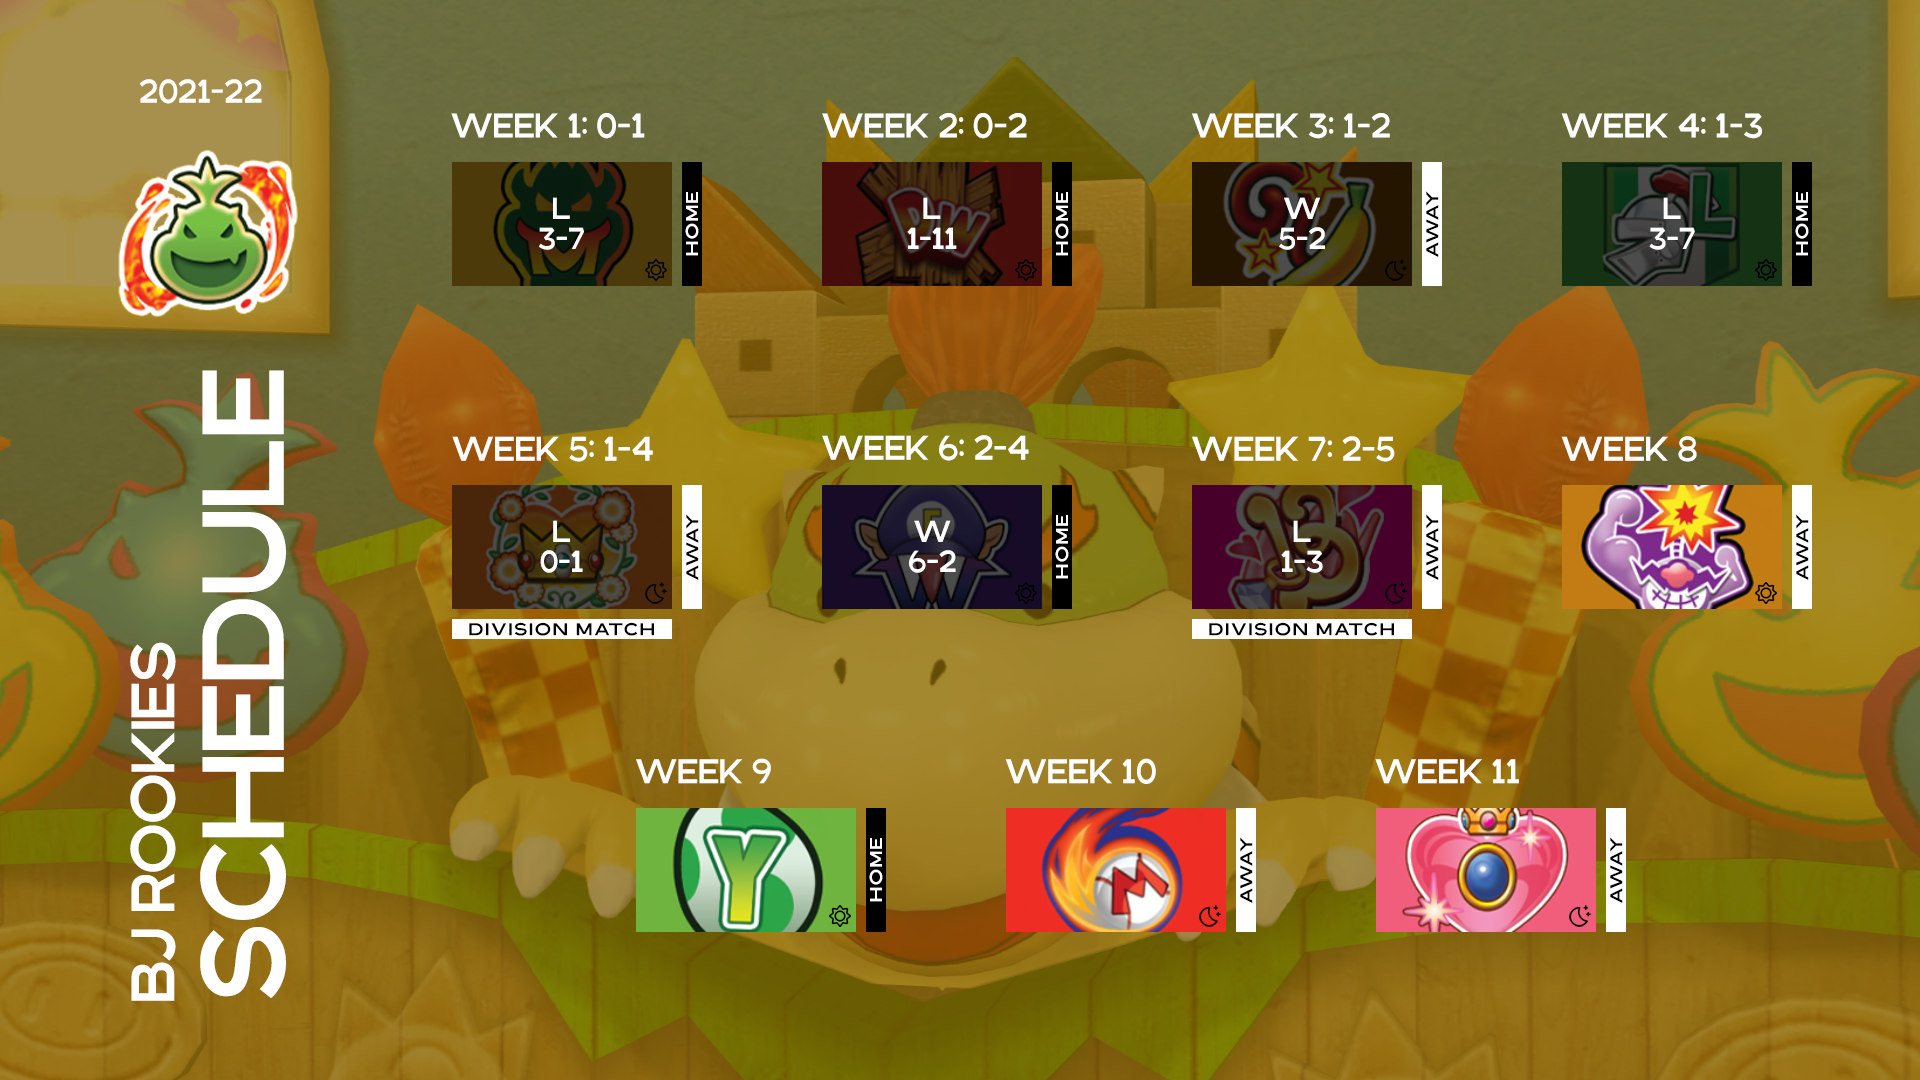 2021-22
BJ ROOKIES
SCHEDULE
WEEK 1: 0-1
L
3-7
HOME
WEEK 2: 0-2
DW
L
1-11
HOME
WEEK 3: 1-2
W
5-2
AWAY
WEEK 4: 1-3
L
L
3-7
HOME
WEEK 5: 1-4
L
0-1
AWAY
DIVISION MATCH
WEEK 6: 2-4
W
6-2
HOME
WEEK 7: 2-5
L
1-3
AWAY
DIVISION MATCH
WEEK 8
AWAY
WEEK 9
Y
HOME
WEEK 10
M
AWAY
WEEK 11
AWAY